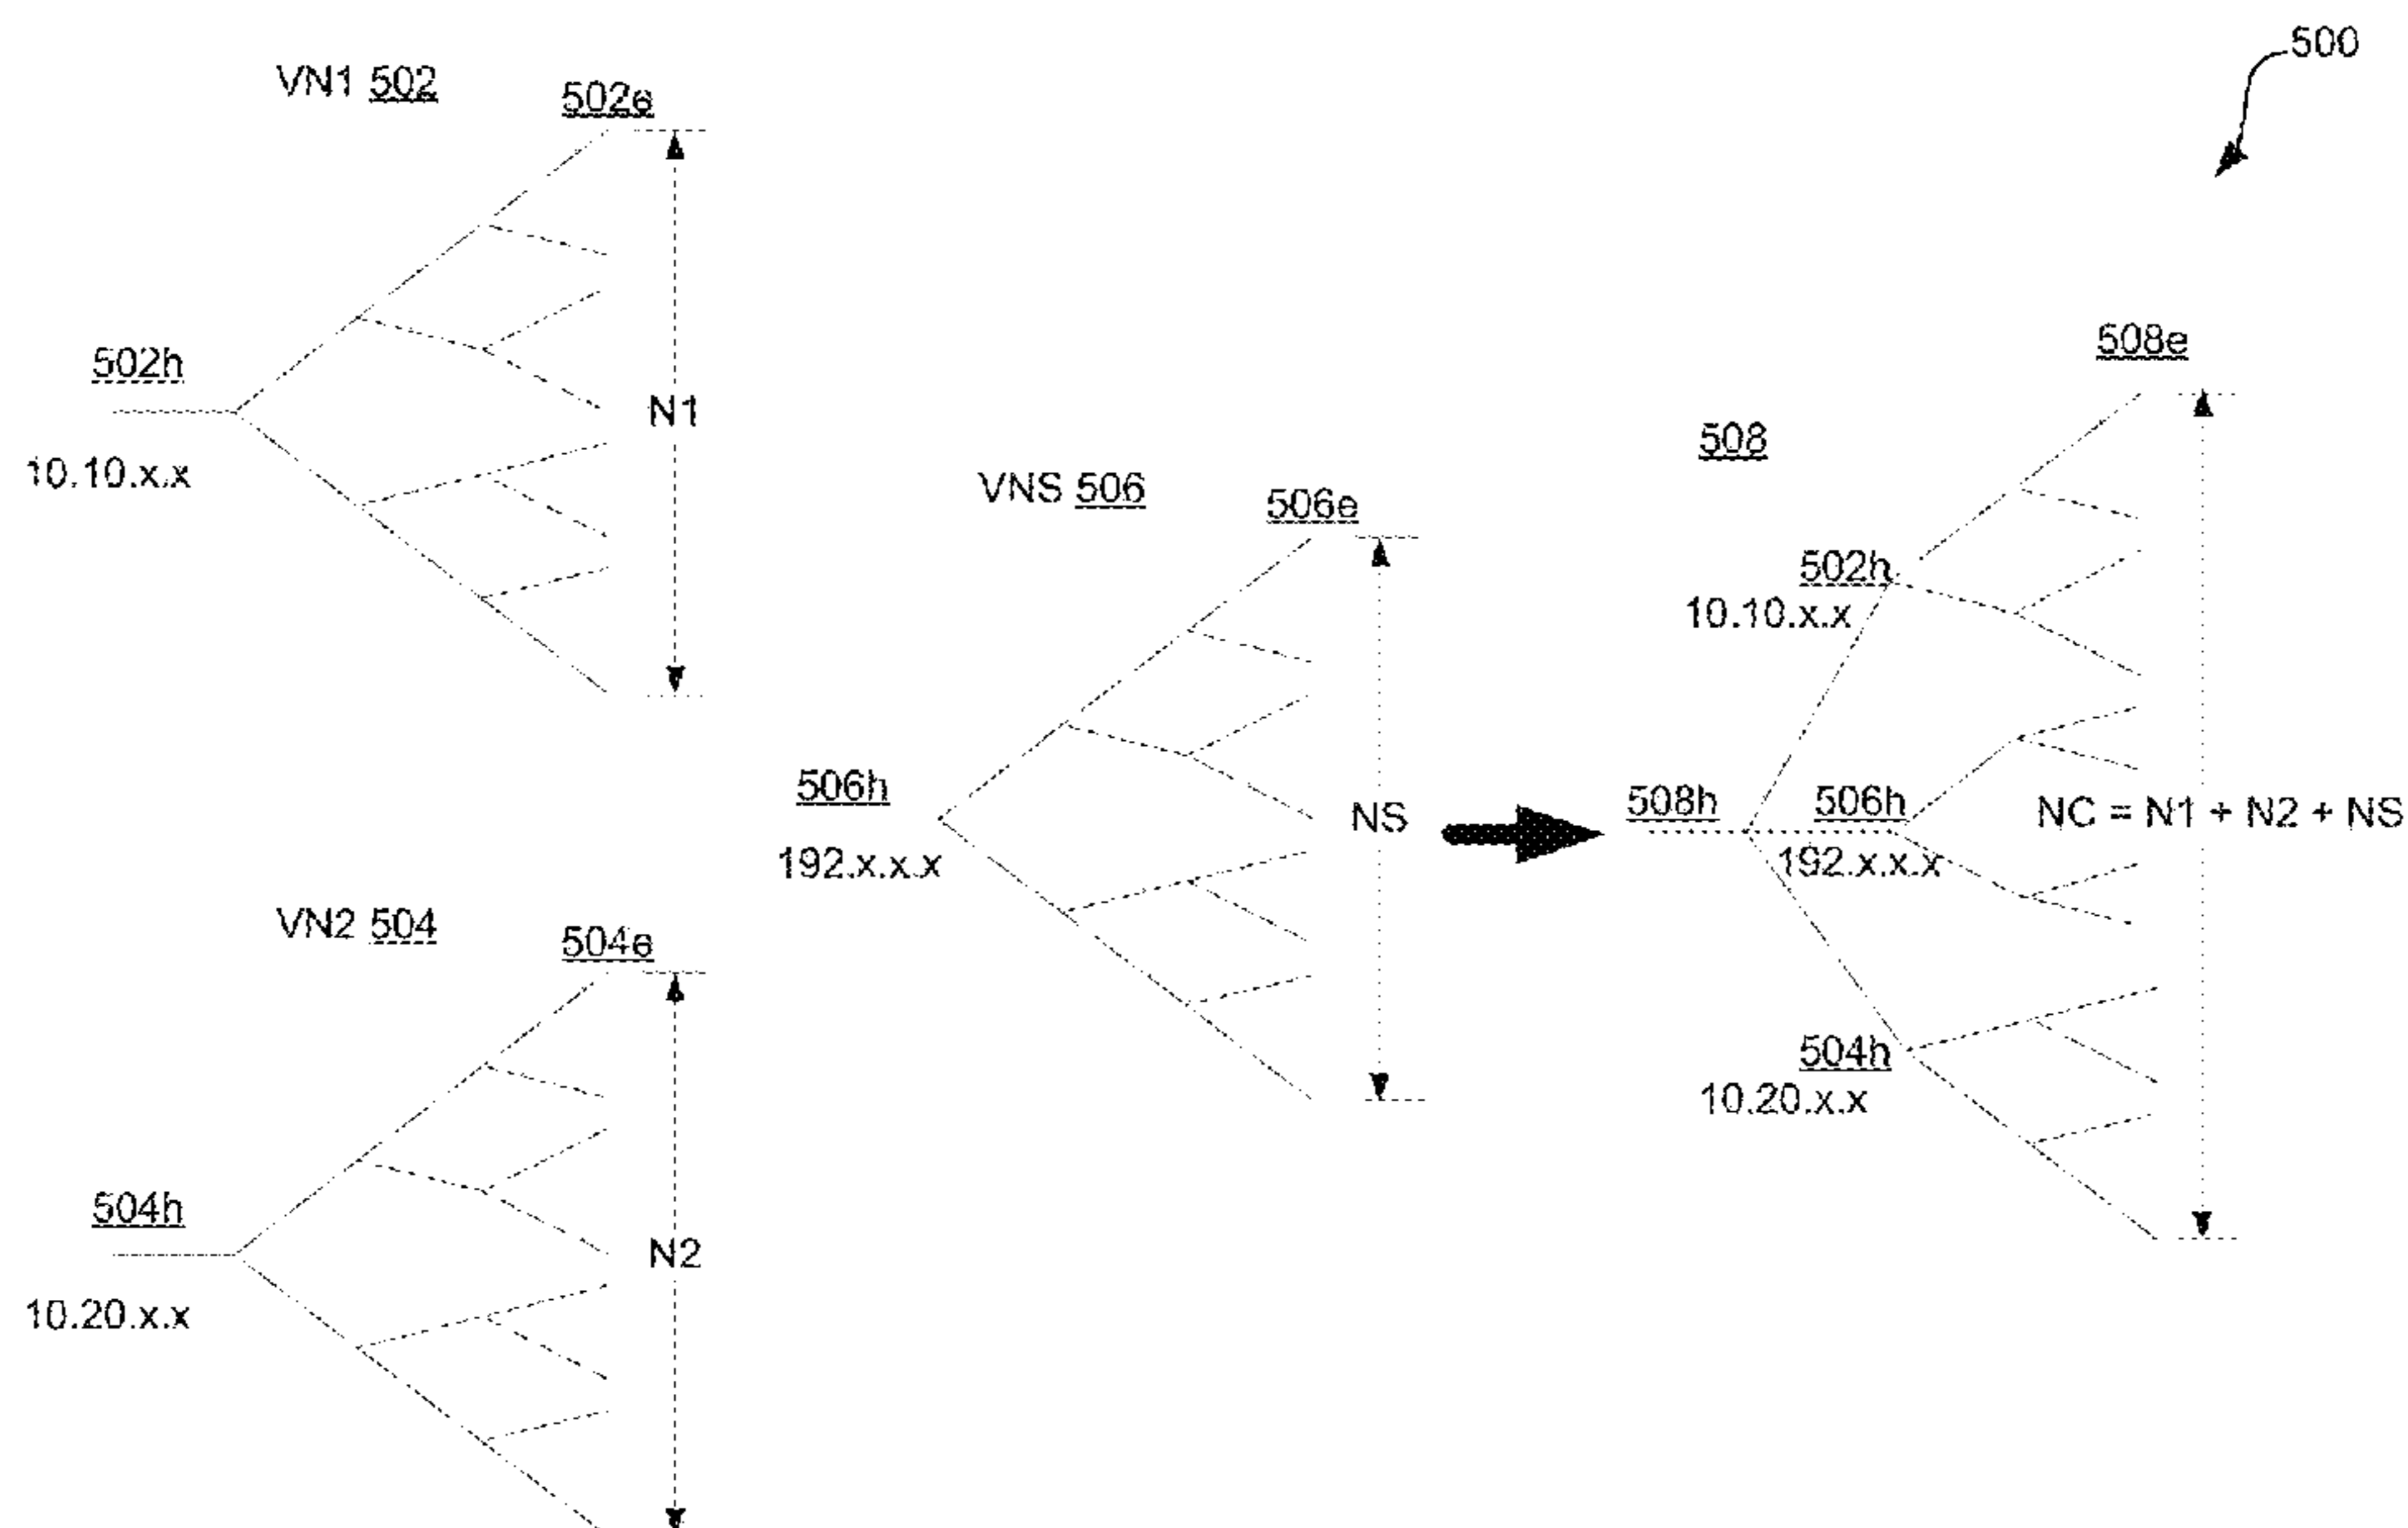 500
VN1 502
502e
502h
10.10.x.x
N1
VN2 504
504e
504h
10.20.x.x
N2
VNS 506
506e
506h
192.x.x.x
NS
508
508e
502h
10.10.x.x
508h
506h
192.x.x.x
NC = N1 + N2 + NS
504h
10.20.x.x